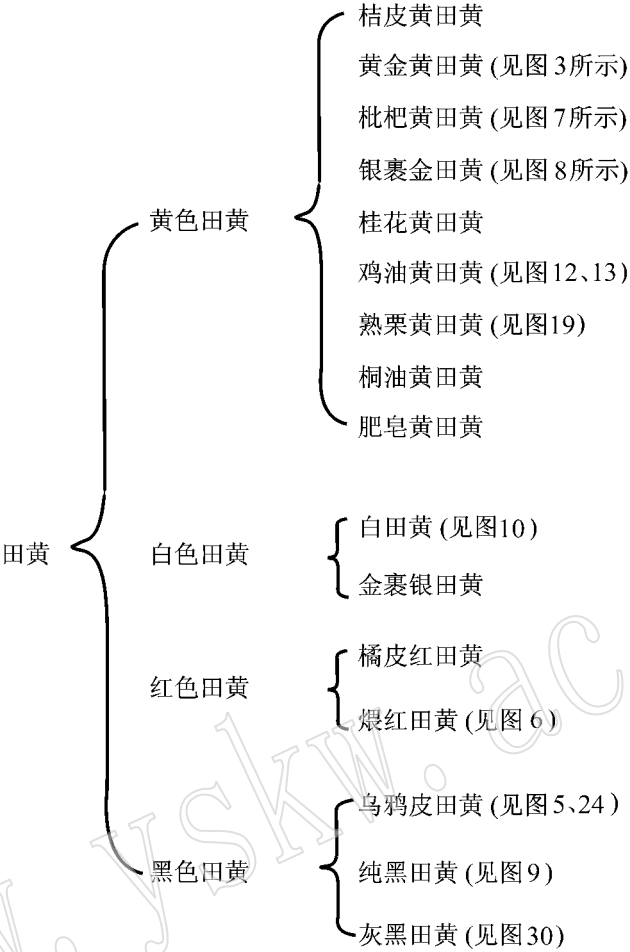 桔皮黄田黄
黄金黄田黄 (见图 3所示)
枇杷黄田黄 (见图 7所示)
银裹金田黄 (见图 8所示)
黄色田黄
桂花黄田黄
鸡油黄田黄 (见图12、13)
熟栗黄田黄 (见图19)
桐油黄田黄
肥皂黄田黄
田黄
白色田黄
白田黄 (见图10)
金裹银田黄
红色田黄
橘皮红田黄
煨红田黄 (见图 6)
黑色田黄
乌鸦皮田黄 (见图5、24)
纯黑田黄 (见图9)
灰黑田黄 (见图30)
w.yskw.ac